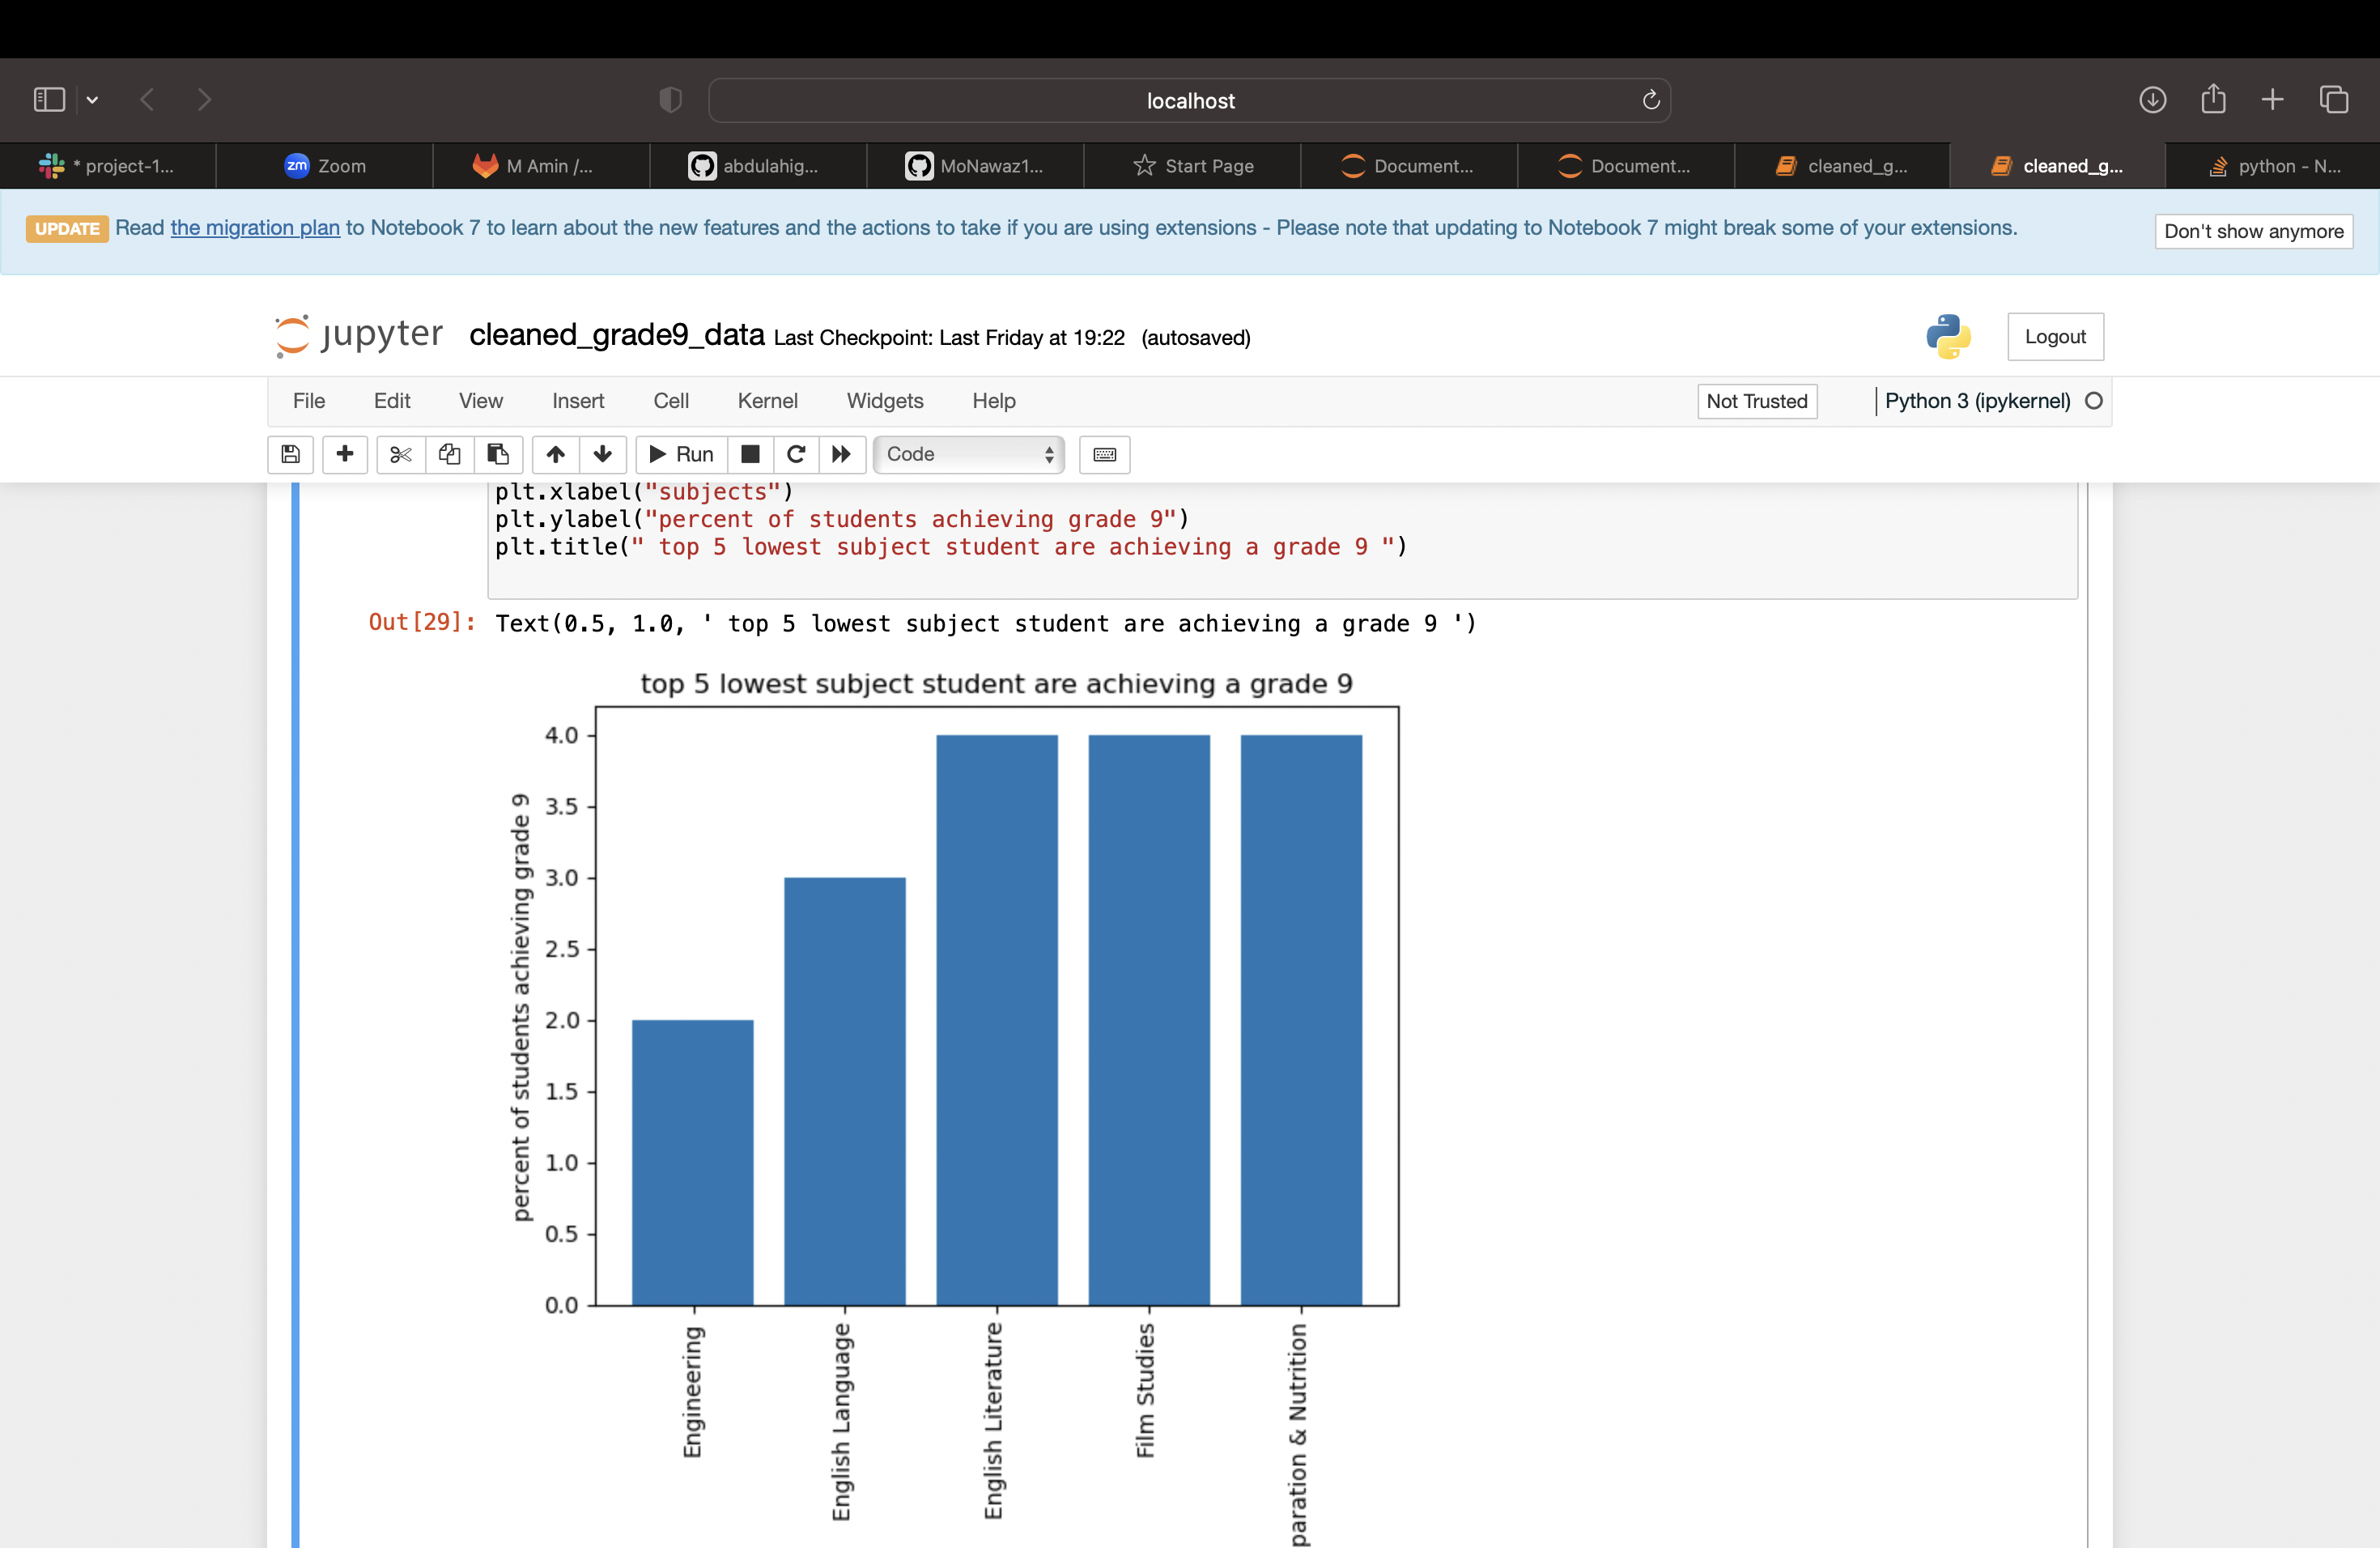 localhost
* project-1...
Zoom
M Amin /...
abdulahig...
MoNawaz1...
Start Page
Document...
Document...
cleaned_g...
cleaned_g...
python - N...
UPDATE Read the migration plan to Notebook 7 to learn about the new features and the actions to take if you are using extensions - Please note that updating to Notebook 7 might break some of your extensions.
Don't show anymore
jupyter cleaned_grade9_data Last Checkpoint: Last Friday at 19:22 (autosaved)
Logout
File Edit View Insert Cell Kernel Widgets Help
Not Trusted
Python 3 (ipykernel)
Run
Code
plt.xlabel("subjects")
plt.ylabel("percent of students achieving grade 9")
plt.title(" top 5 lowest subject student are achieving a grade 9 ")
Out[29]: Text(0.5, 1.0, ' top 5 lowest subject student are achieving a grade 9 ')
top 5 lowest subject student are achieving a grade 9
percent of students achieving grade 9
4.0
3.5
3.0
2.5
2.0
1.5
1.0
0.5
0.0
Engineering
English Language
English Literature
Film Studies
paration & Nutrition